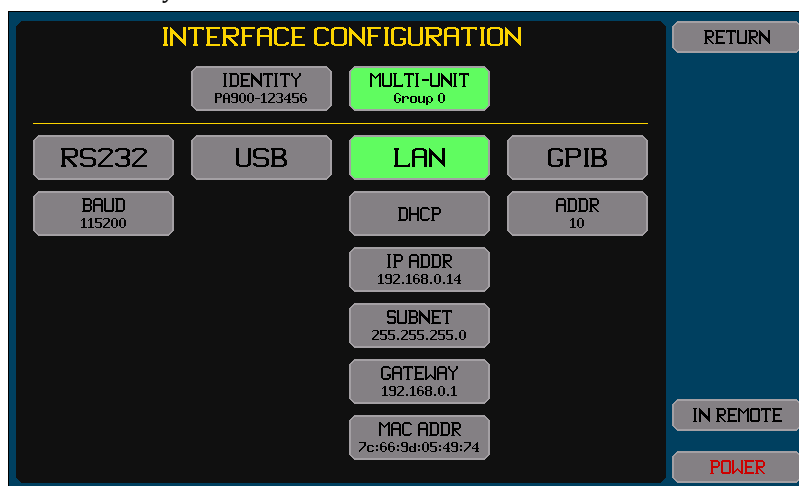 INTERFACE CONFIGURATION
RETURN
IDENTITY
PA900-123456
MULTI-UNIT
Group 0
RS232
USB
LAN
GPIB
BAUD
115200
DHCP
ADDR
10
IP ADDR
192.168.0.14
SUBNET
255.255.255.0
GATEWAY
192.168.0.1
MAC ADDR
7c:66:9d:05:49:74
IN REMOTE
POWER